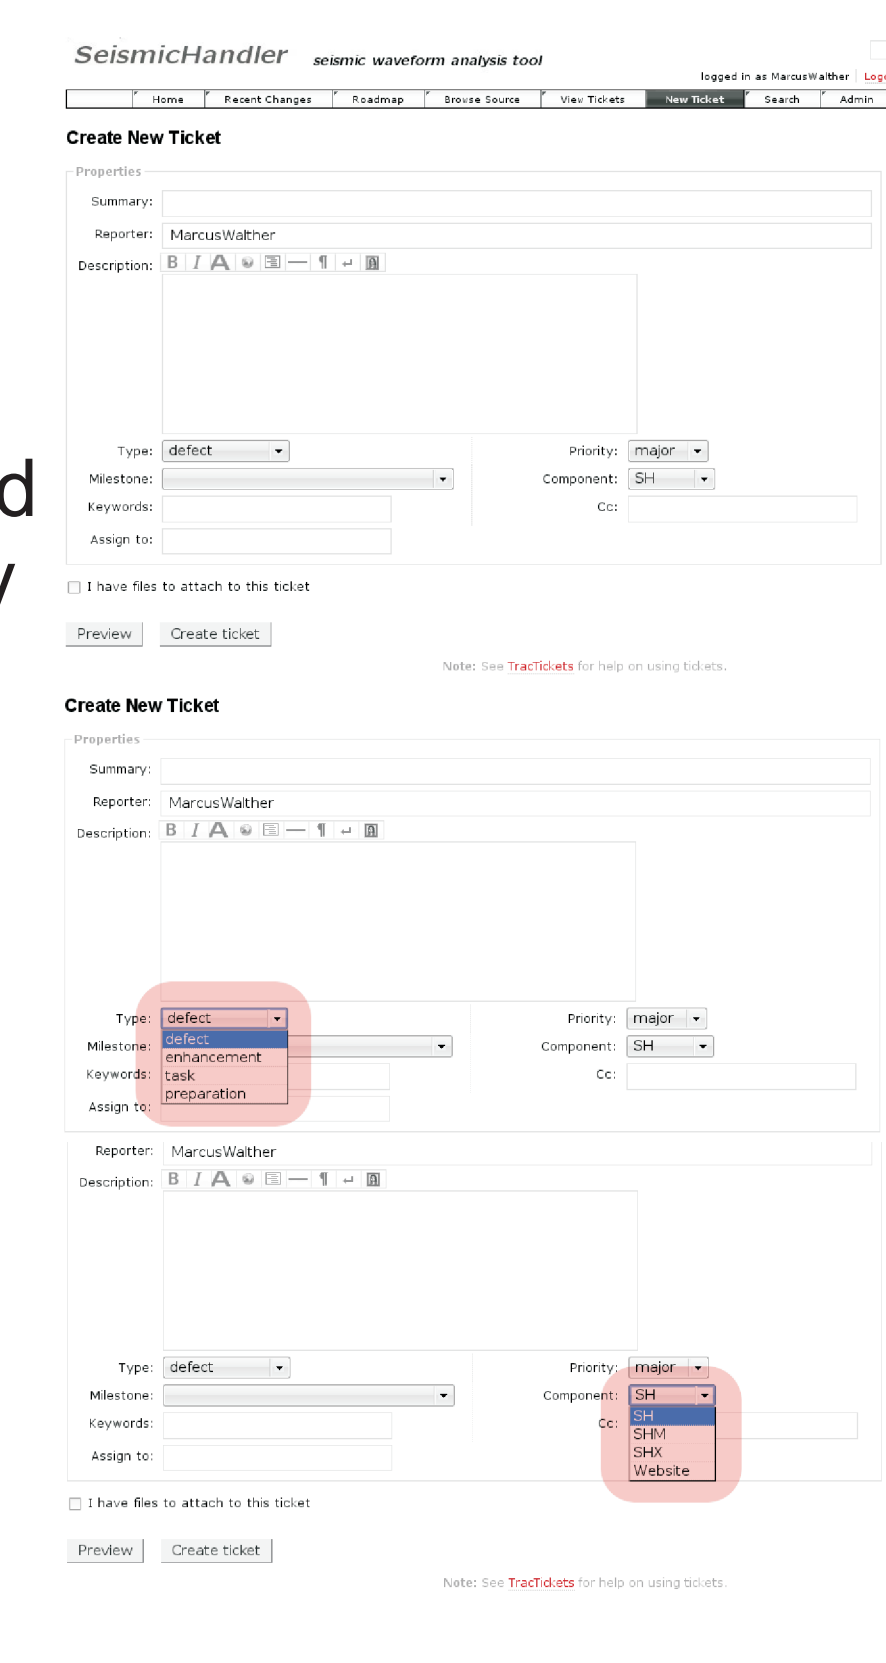 SeismicHandler seismic waveform analysis tool
logged in as MarcusWalther
Home Recent Changes Roadmap Browse Source View Tickets New Ticket Search Admin
Create New Ticket
Properties
Summary:
Reporter: MarcusWalther
Description: B I A
Type: defect Priority: major
Milestone: Component: SH
Keywords: Cc:
Assign to:
I have files to attach to this ticket
Preview Create ticket
Note: See TracTickets for help on using tickets.
Create New Ticket
Properties
Summary:
Reporter: MarcusWalther
Description: B I A
Type: defect Priority: major
defect
Milestone: Component: SH
enhancement
Keywords: task Cc:
preparation
Assign to:
Reporter: MarcusWalther
Description: B I A
Type: defect Priority: major
Milestone: Component: SH
SH
Keywords: Cc:
SHM
SHX
Assign to:
Website
I have files to attach to this ticket
Preview Create ticket
Note: See TracTickets for help on using tickets.